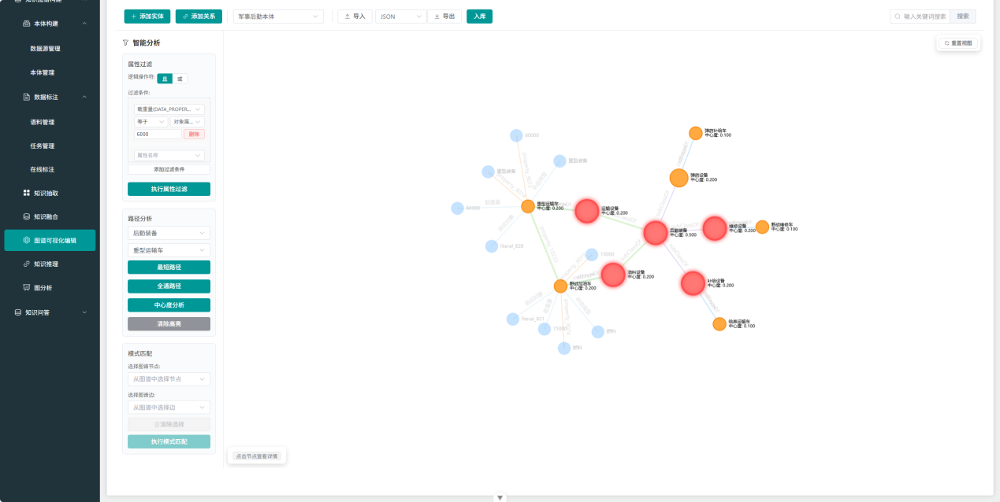 知识图谱构建
本体构建
数据源管理
本体管理
数据标注
语料管理
任务管理
在线标注
知识抽取
知识融合
图谱可视化编辑
知识推理
图分析
知识问答
+ 添加实体
添加关系
军事后勤本体
导入
JSON
导出
入库
输入关键词搜索
搜索
智能分析
重置视图
属性过滤
逻辑操作符:
且
或
过滤条件:
载重量(DATA_PROPER...
等于
对象属...
6000
删除
属性名称
添加过滤条件
执行属性过滤
路径分析
后勤装备
重型运输车
最短路径
全通路径
中心度分析
清除高亮
模式匹配
选择图谱节点:
从图谱中选择节点
选择图谱边:
从图谱中选择边
清除选择
执行模式匹配
点击节点查看详情
60000
重型装备
重型装备
60000
literal_828
重型运输车
中心度: 0.200
运输设备
中心度: 0.200
弹药补给车
中心度: 0.100
弹药设备
中心度: 0.200
后勤装备
中心度: 0.500
维修设备
中心度: 0.200
野战维修车
中心度: 0.100
15000
油料设备
中心度: 0.200
补给设备
中心度: 0.200
野战加油车
中心度: 0.200
literal_831
15000
燃料
燃料
中心度: 0.100
subClassOf
subClassOf
subClassOf